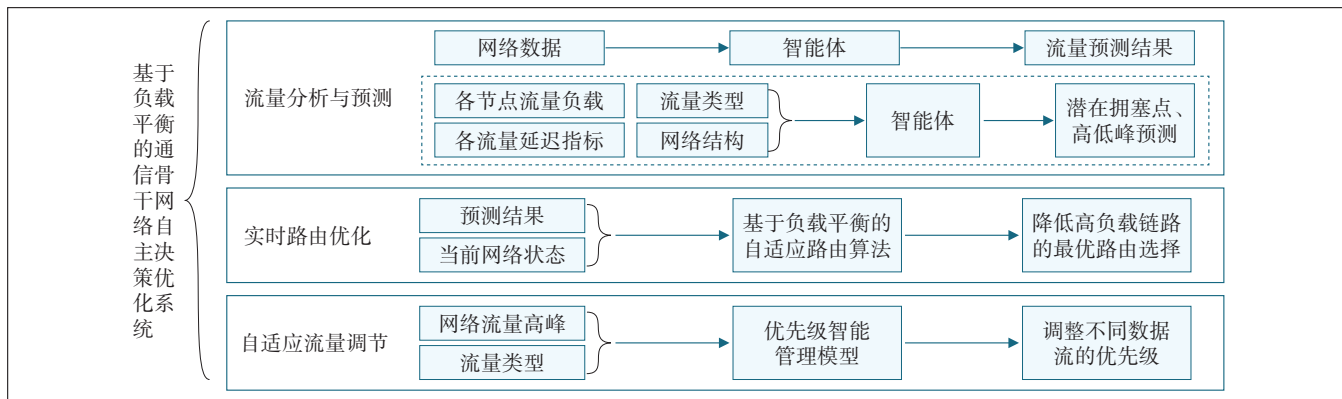 基于
负载
平衡
的通
信骨
干网
络自
主决
策优
化系
统
流量分析与预测
网络数据
智能体
流量预测结果
各节点流量负载
流量类型
各流量延迟指标
网络结构
智能体
潜在拥塞点、
高低峰预测
实时路由优化
预测结果
当前网络状态
基于负载平衡的
自适应路由算法
降低高负载链路
的最优路由选择
自适应流量调节
网络流量高峰
流量类型
优先级智能
管理模型
调整不同数据
流的优先级